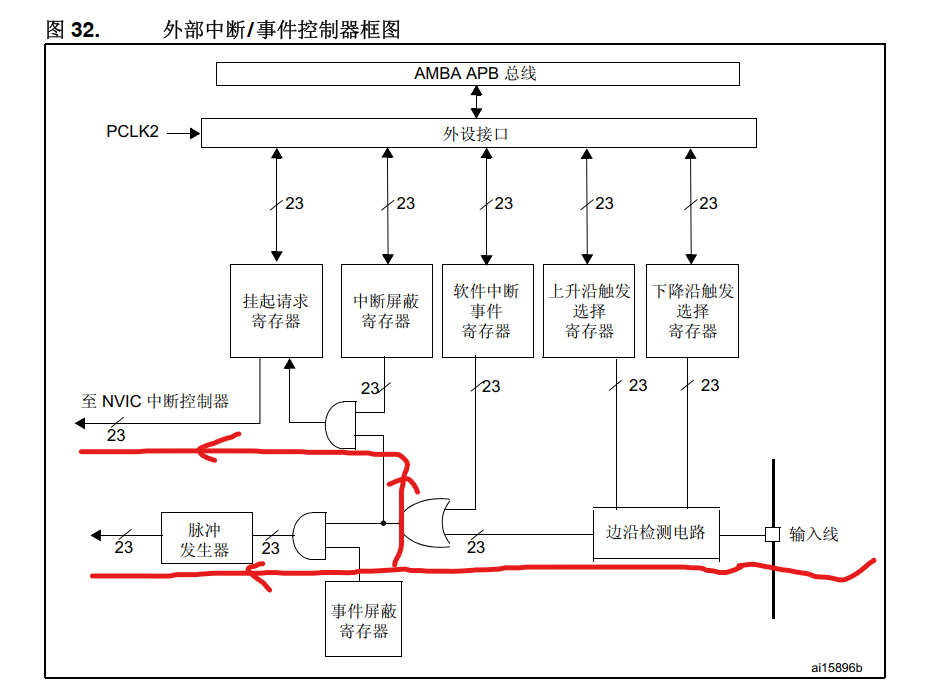 图 32. 外部中断/事件控制器框图
AMBA APB 总线
PCLK2
外设接口
23
23
23
23
23
挂起请求
寄存器
中断屏蔽
寄存器
软件中断
事件
寄存器
上升沿触发
选择
寄存器
下降沿触发
选择
寄存器
23
23
23
23
至 NVIC 中断控制器
23
脉冲
发生器
23
23
23
边沿检测电路
输入线
事件屏蔽
寄存器
ai15896b